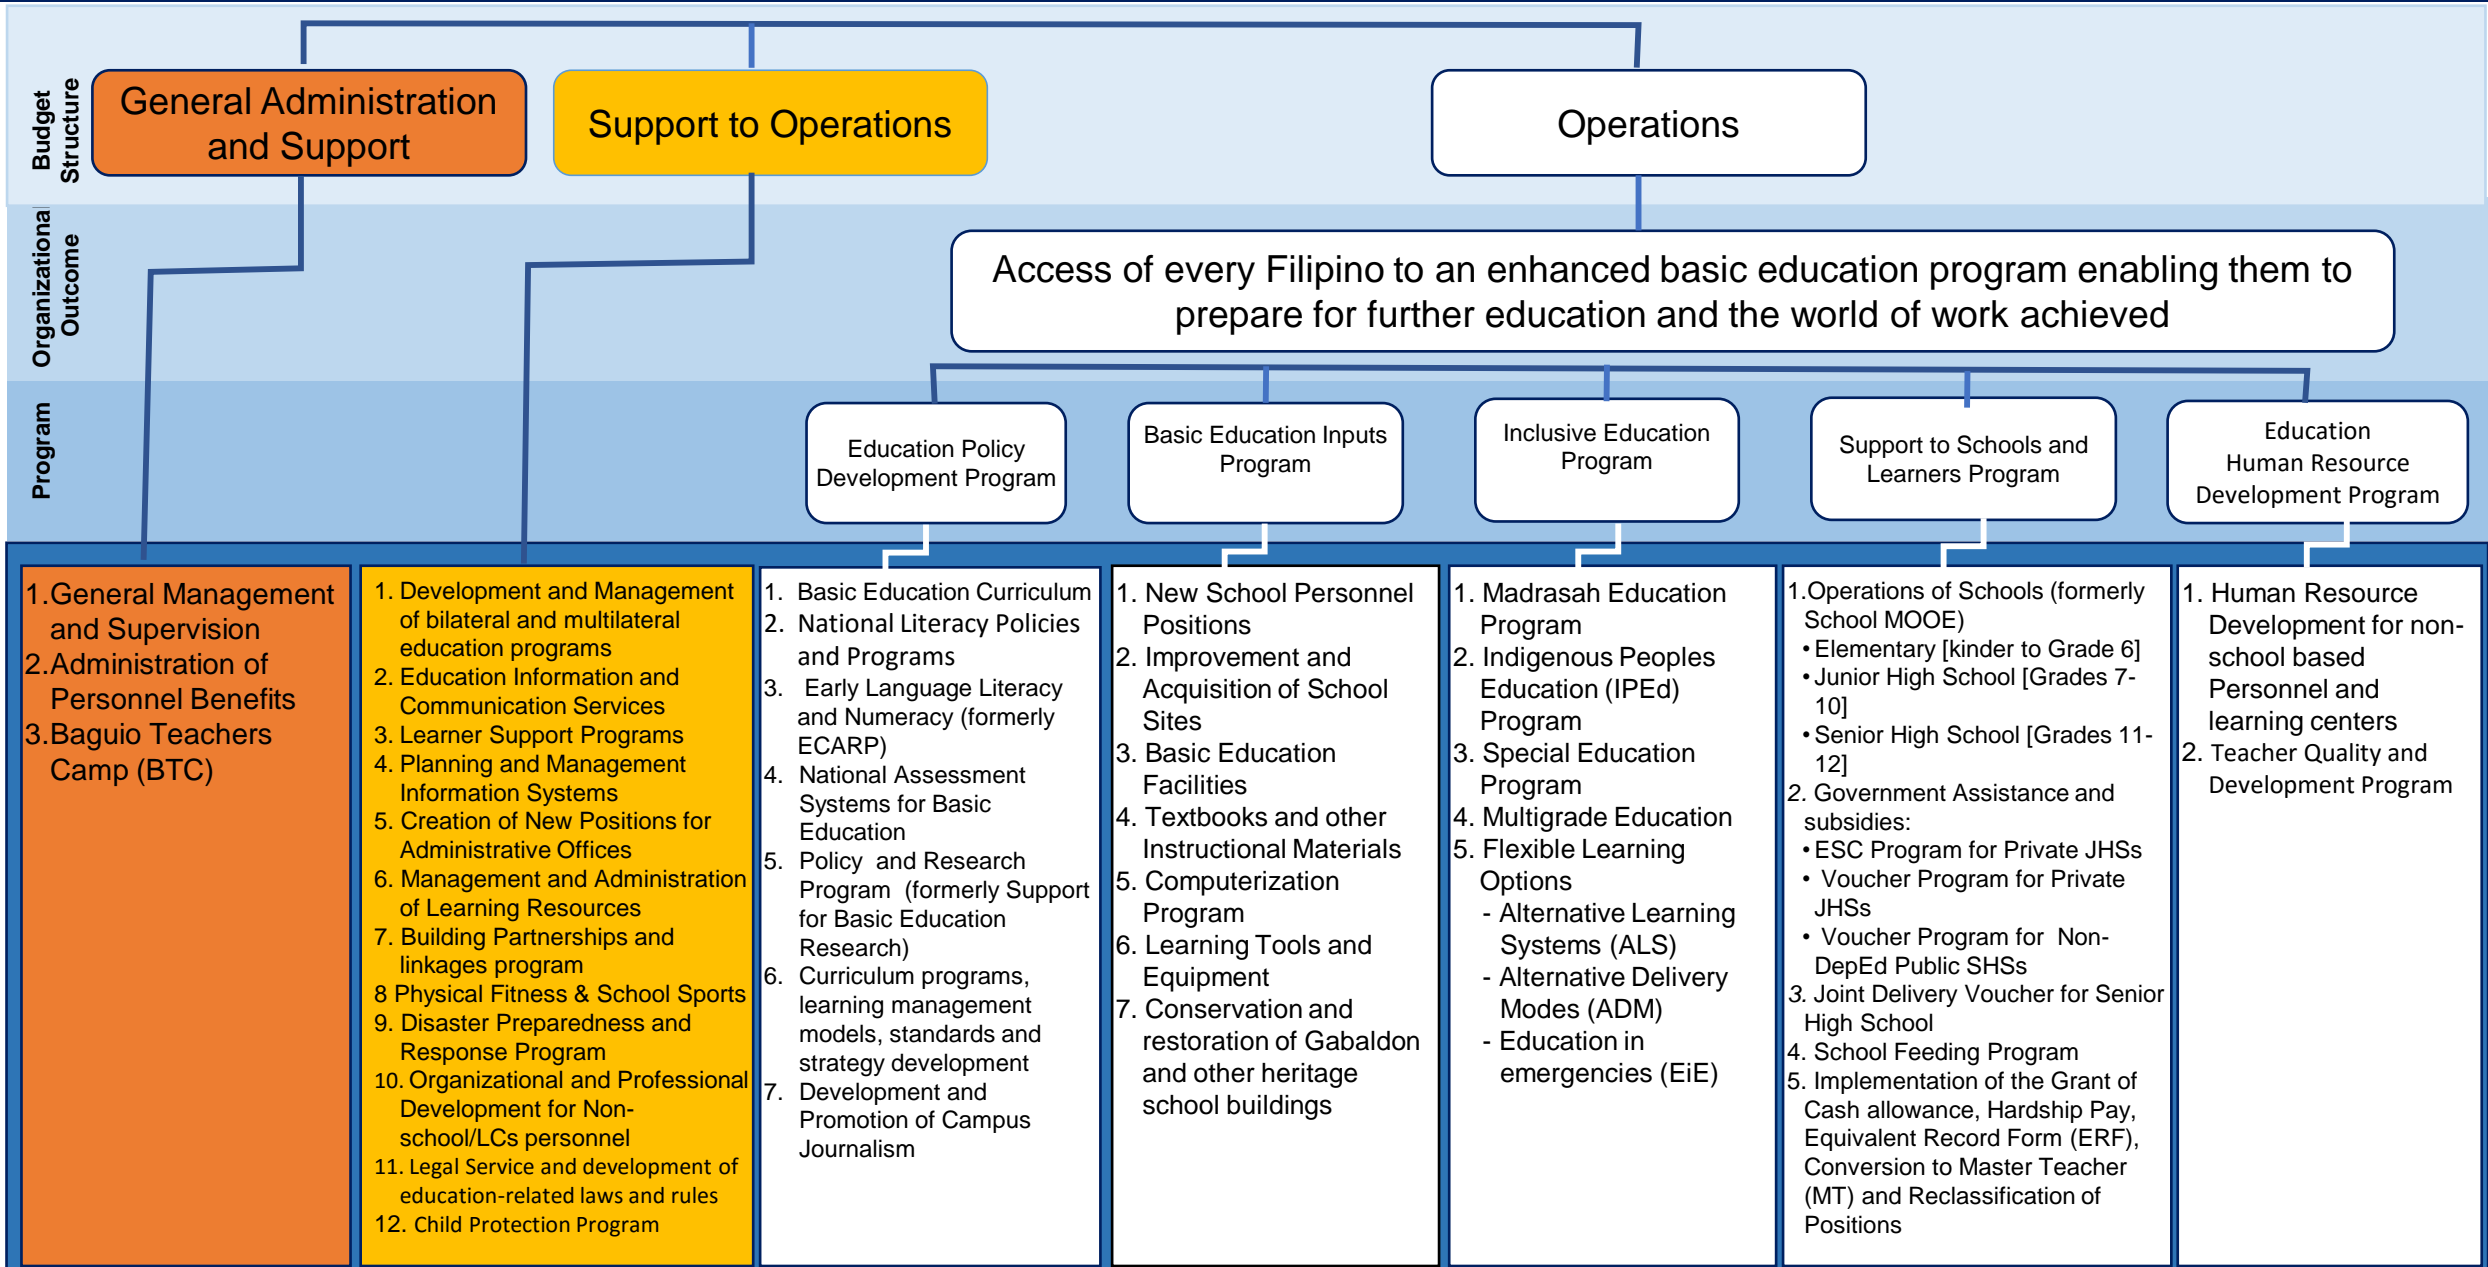 Budget
Structure
General Administration
and Support
Support to Operations
Operations
Organizational
Outcome
Access of every Filipino to an enhanced basic education program enabling them to
prepare for further education and the world of work achieved
Program
Education Policy
Development Program
Basic Education Inputs
Program
Inclusive Education
Program
Support to Schools and
Learners Program
Education
Human Resource
Development Program
1.General Management
and Supervision
2.Administration of
Personnel Benefits
3.Baguio Teachers
Camp (BTC)
1. Development and Management
of bilateral and multilateral
education programs
2. Education Information and
Communication Services
3. Learner Support Programs
4. Planning and Management
Information Systems
5. Creation of New Positions for
Administrative Offices
6. Management and Administration
of Learning Resources
7. Building Partnerships and
linkages program
8 Physical Fitness & School Sports
9. Disaster Preparedness and
Response Program
10. Organizational and Professional
Development for Non-
school/LCs personnel
11. Legal Service and development of
education-related laws and rules
12. Child Protection Program
1. Basic Education Curriculum
2. National Literacy Policies
and Programs
3. Early Language Literacy
and Numeracy (formerly
ECARP)
4. National Assessment
Systems for Basic
Education
5. Policy and Research
Program (formerly Support
for Basic Education
Research)
6. Curriculum programs,
learning management
models, standards and
strategy development
7. Development and
Promotion of Campus
Journalism
1. New School Personnel
Positions
2. Improvement and
Acquisition of School
Sites
3. Basic Education
Facilities
4. Textbooks and other
Instructional Materials
5. Computerization
Program
6. Learning Tools and
Equipment
7. Conservation and
restoration of Gabaldon
and other heritage
school buildings
1. Madrasah Education
Program
2. Indigenous Peoples
Education (IPEd)
Program
3. Special Education
Program
4. Multigrade Education
5. Flexible Learning
Options
- Alternative Learning
Systems (ALS)
- Alternative Delivery
Modes (ADM)
- Education in
emergencies (EiE)
1.Operations of Schools (formerly
School MOOE)
• Elementary [kinder to Grade 6]
• Junior High School [Grades 7-
10]
• Senior High School [Grades 11-
12]
2. Government Assistance and
subsidies:
• ESC Program for Private JHSs
• Voucher Program for Private
JHSs
• Voucher Program for Non-
DepEd Public SHSs
3. Joint Delivery Voucher for Senior
High School
4. School Feeding Program
5. Implementation of the Grant of
Cash allowance, Hardship Pay,
Equivalent Record Form (ERF),
Conversion to Master Teacher
(MT) and Reclassification of
Positions
1. Human Resource
Development for non-
school based
Personnel and
learning centers
2. Teacher Quality and
Development Program